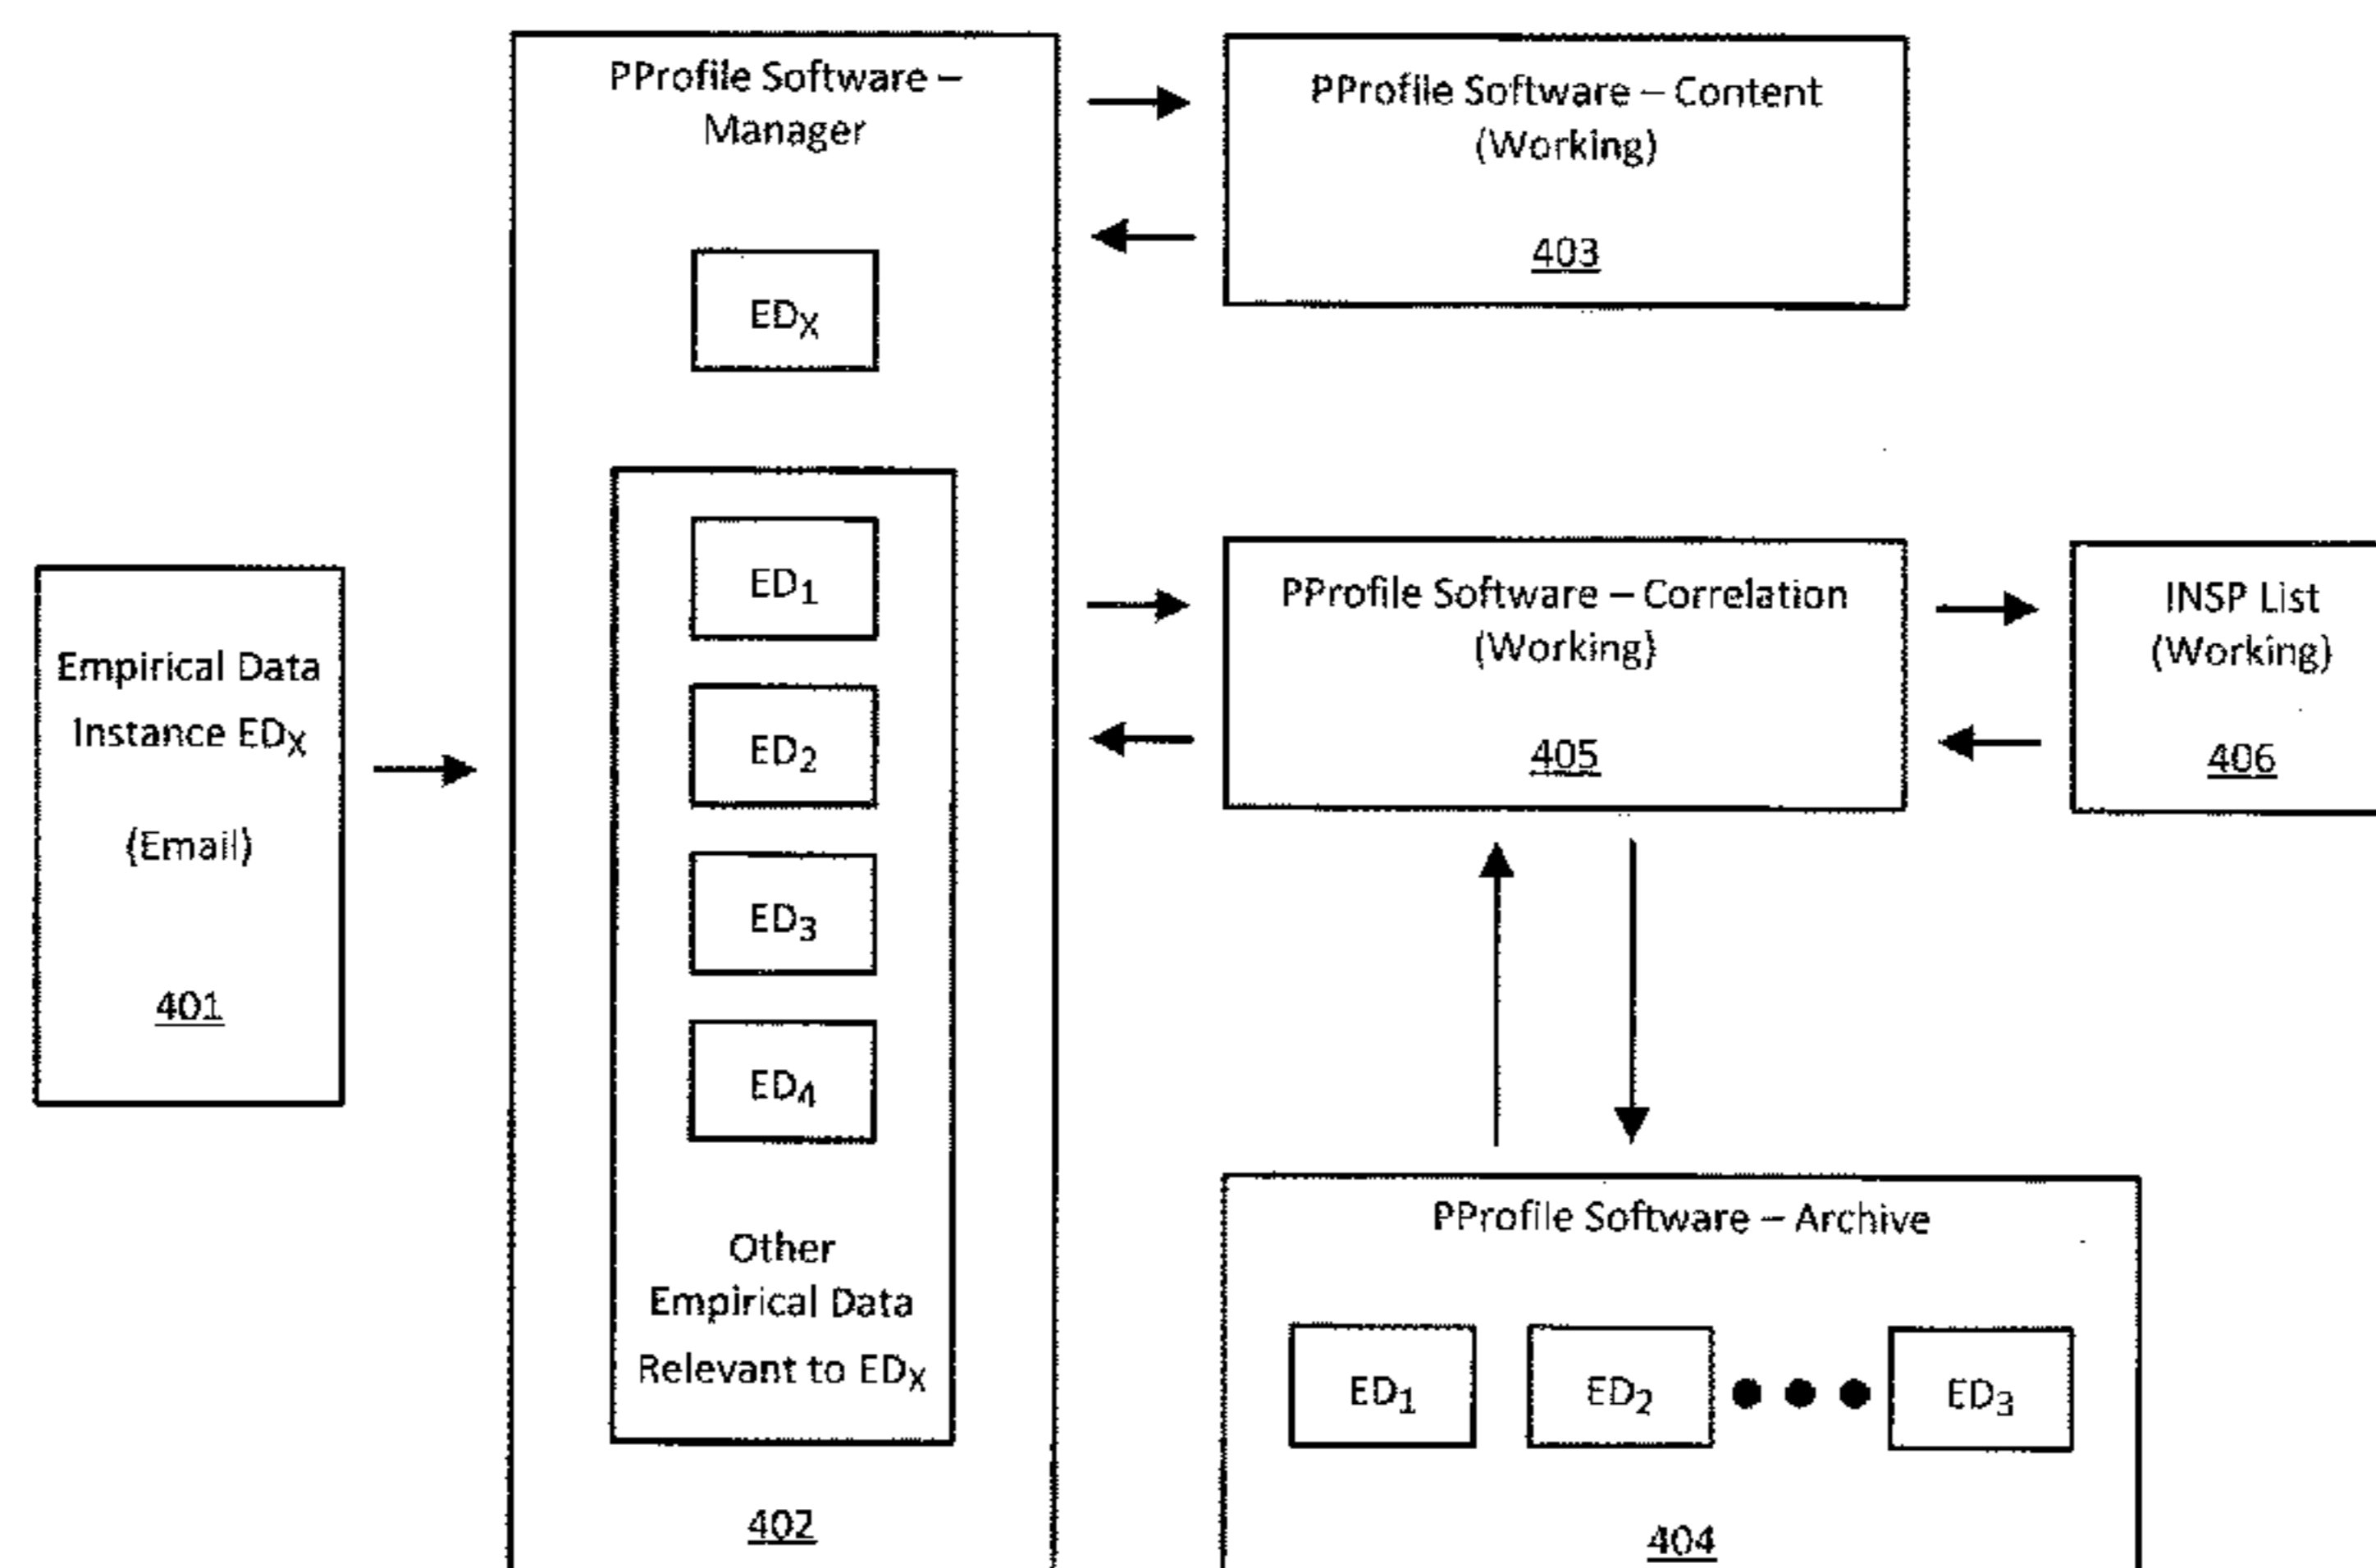 Empirical Data
Instance EDX
(Email)
401
PProfile Software –
Manager
EDX
ED1
ED2
ED3
ED4
Other
Empirical Data
Relevant to EDX
402
PProfile Software – Content
(Working)
403
PProfile Software – Correlation
(Working)
405
INSP List
(Working)
406
PProfile Software – Archive
ED1
ED2
ED3
404